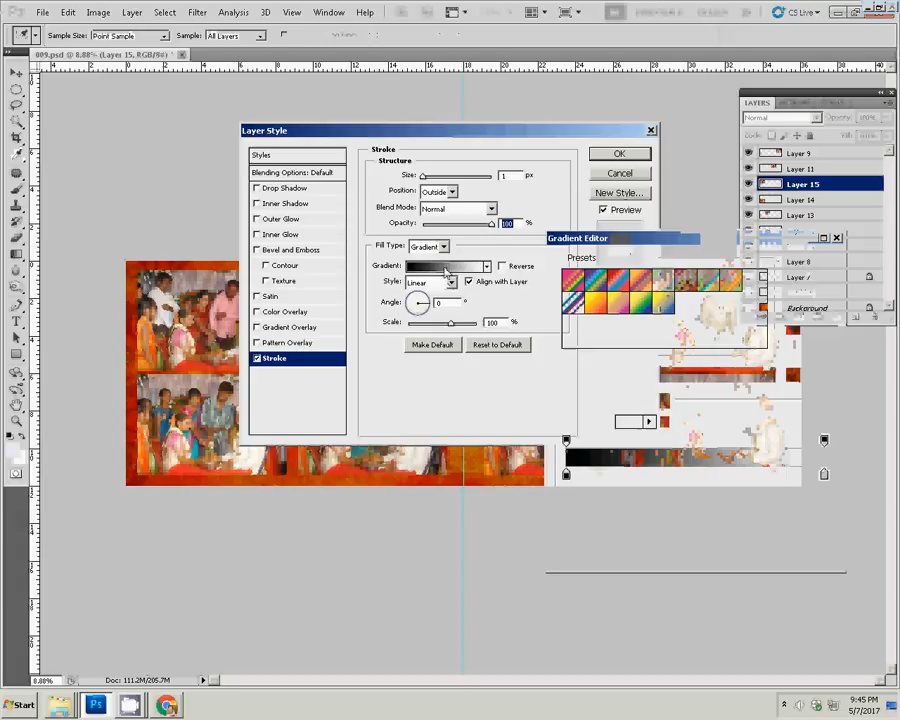 File Edit Image Layer Select Filter Analysis 3D View Window Help CS Live
Sample Size: Point Sample Sample: All Layers
009.psd @ 8.88% (Layer 15, RGB/8#) *
Layer Style
Styles
Blending Options: Default
Drop Shadow
Inner Shadow
Outer Glow
Inner Glow
Bevel and Emboss
Contour
Texture
Satin
Color Overlay
Gradient Overlay
Pattern Overlay
Stroke
Stroke
Structure
Size: 1 px
Position: Outside
Blend Mode: Normal
Opacity: 100 %
Fill Type: Gradient
Gradient: Reverse
Style: Linear Align with Layer
Angle: 0 °
Scale: 100 %
Make Default Reset to Default
OK
Cancel
New Style...
Preview
Gradient Editor
Presets
LAYERS
Normal Opacity: 100%
Layer 9
Layer 11
Layer 15
Layer 14
Layer 13
Layer 8
Layer 7
Background
8.88% Doc: 111.2M/205.7M
Start
9:45 PM
5/7/2017